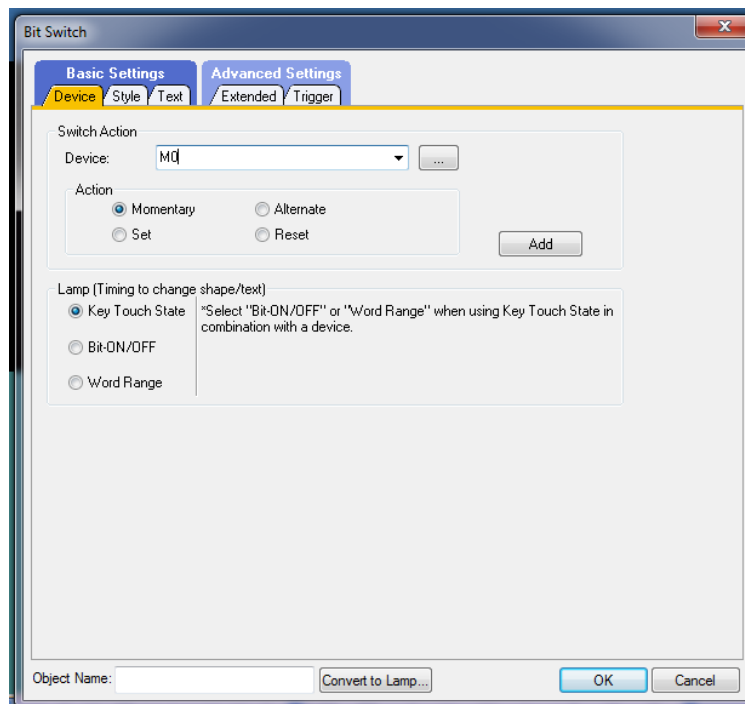 Bit Switch
Basic Settings
Advanced Settings
Device
Style
Text
Extended
Trigger
Switch Action
Device:
M0
...
Action
Momentary
Alternate
Set
Reset
Add
Lamp (Timing to change shape/text)
Key Touch State
*Select "Bit-ON/OFF" or "Word Range" when using Key Touch State in
combination with a device.
Bit-ON/OFF
Word Range
Object Name:
Convert to Lamp...
OK
Cancel